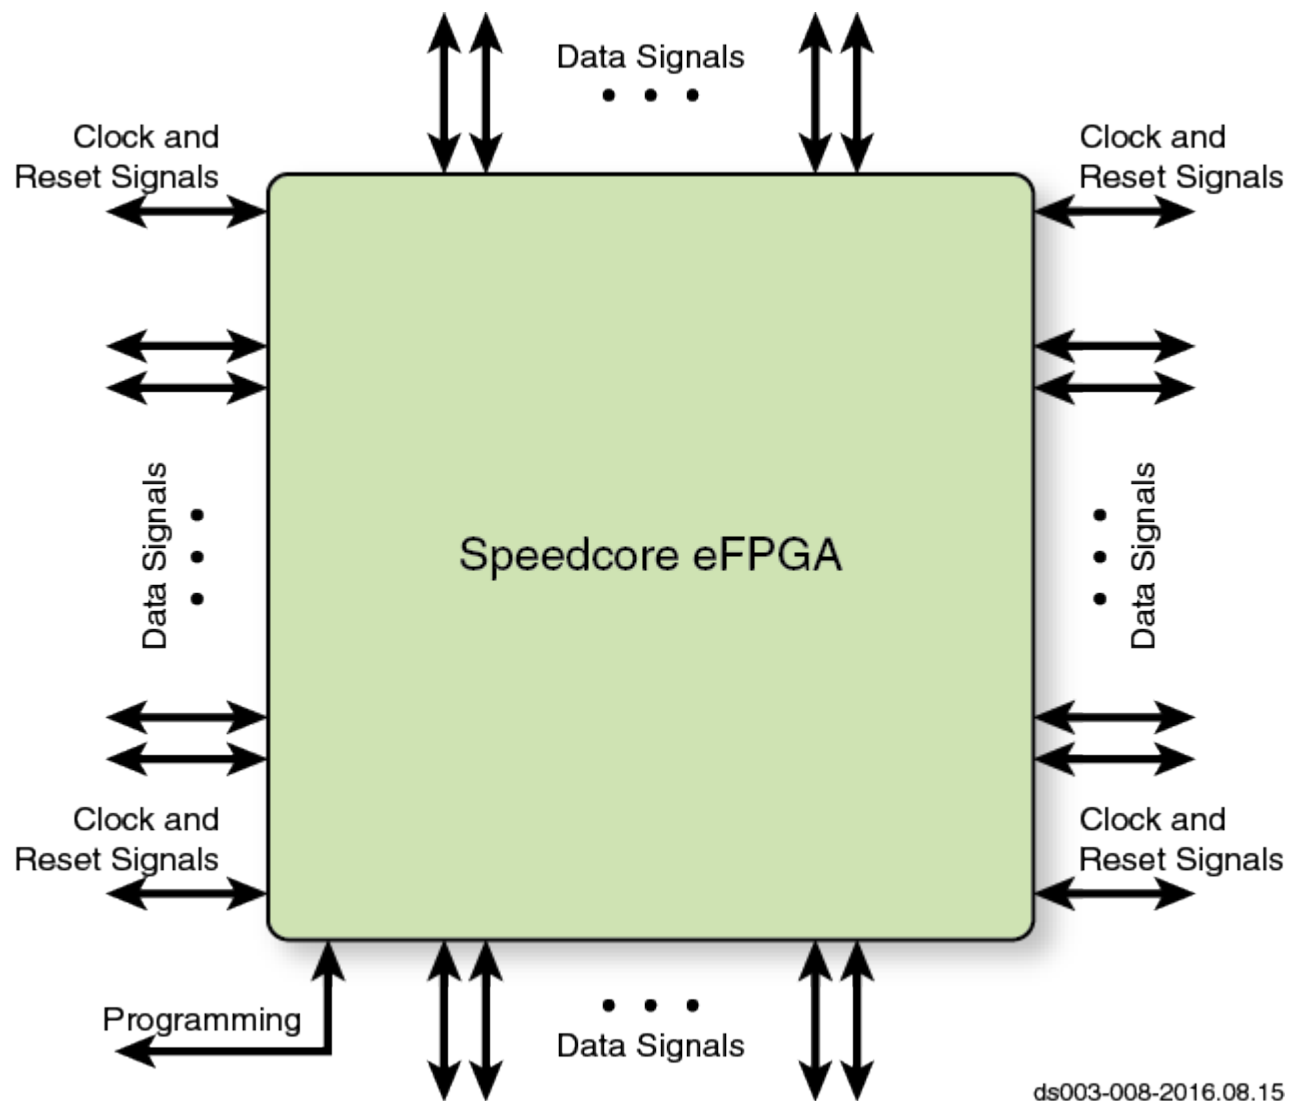 Data Signals
Clock and
Reset Signals
Clock and
Reset Signals
Data Signals
Speedcore eFPGA
Data Signals
Clock and
Reset Signals
Clock and
Reset Signals
Programming
Data Signals
ds003-008-2016.08.15